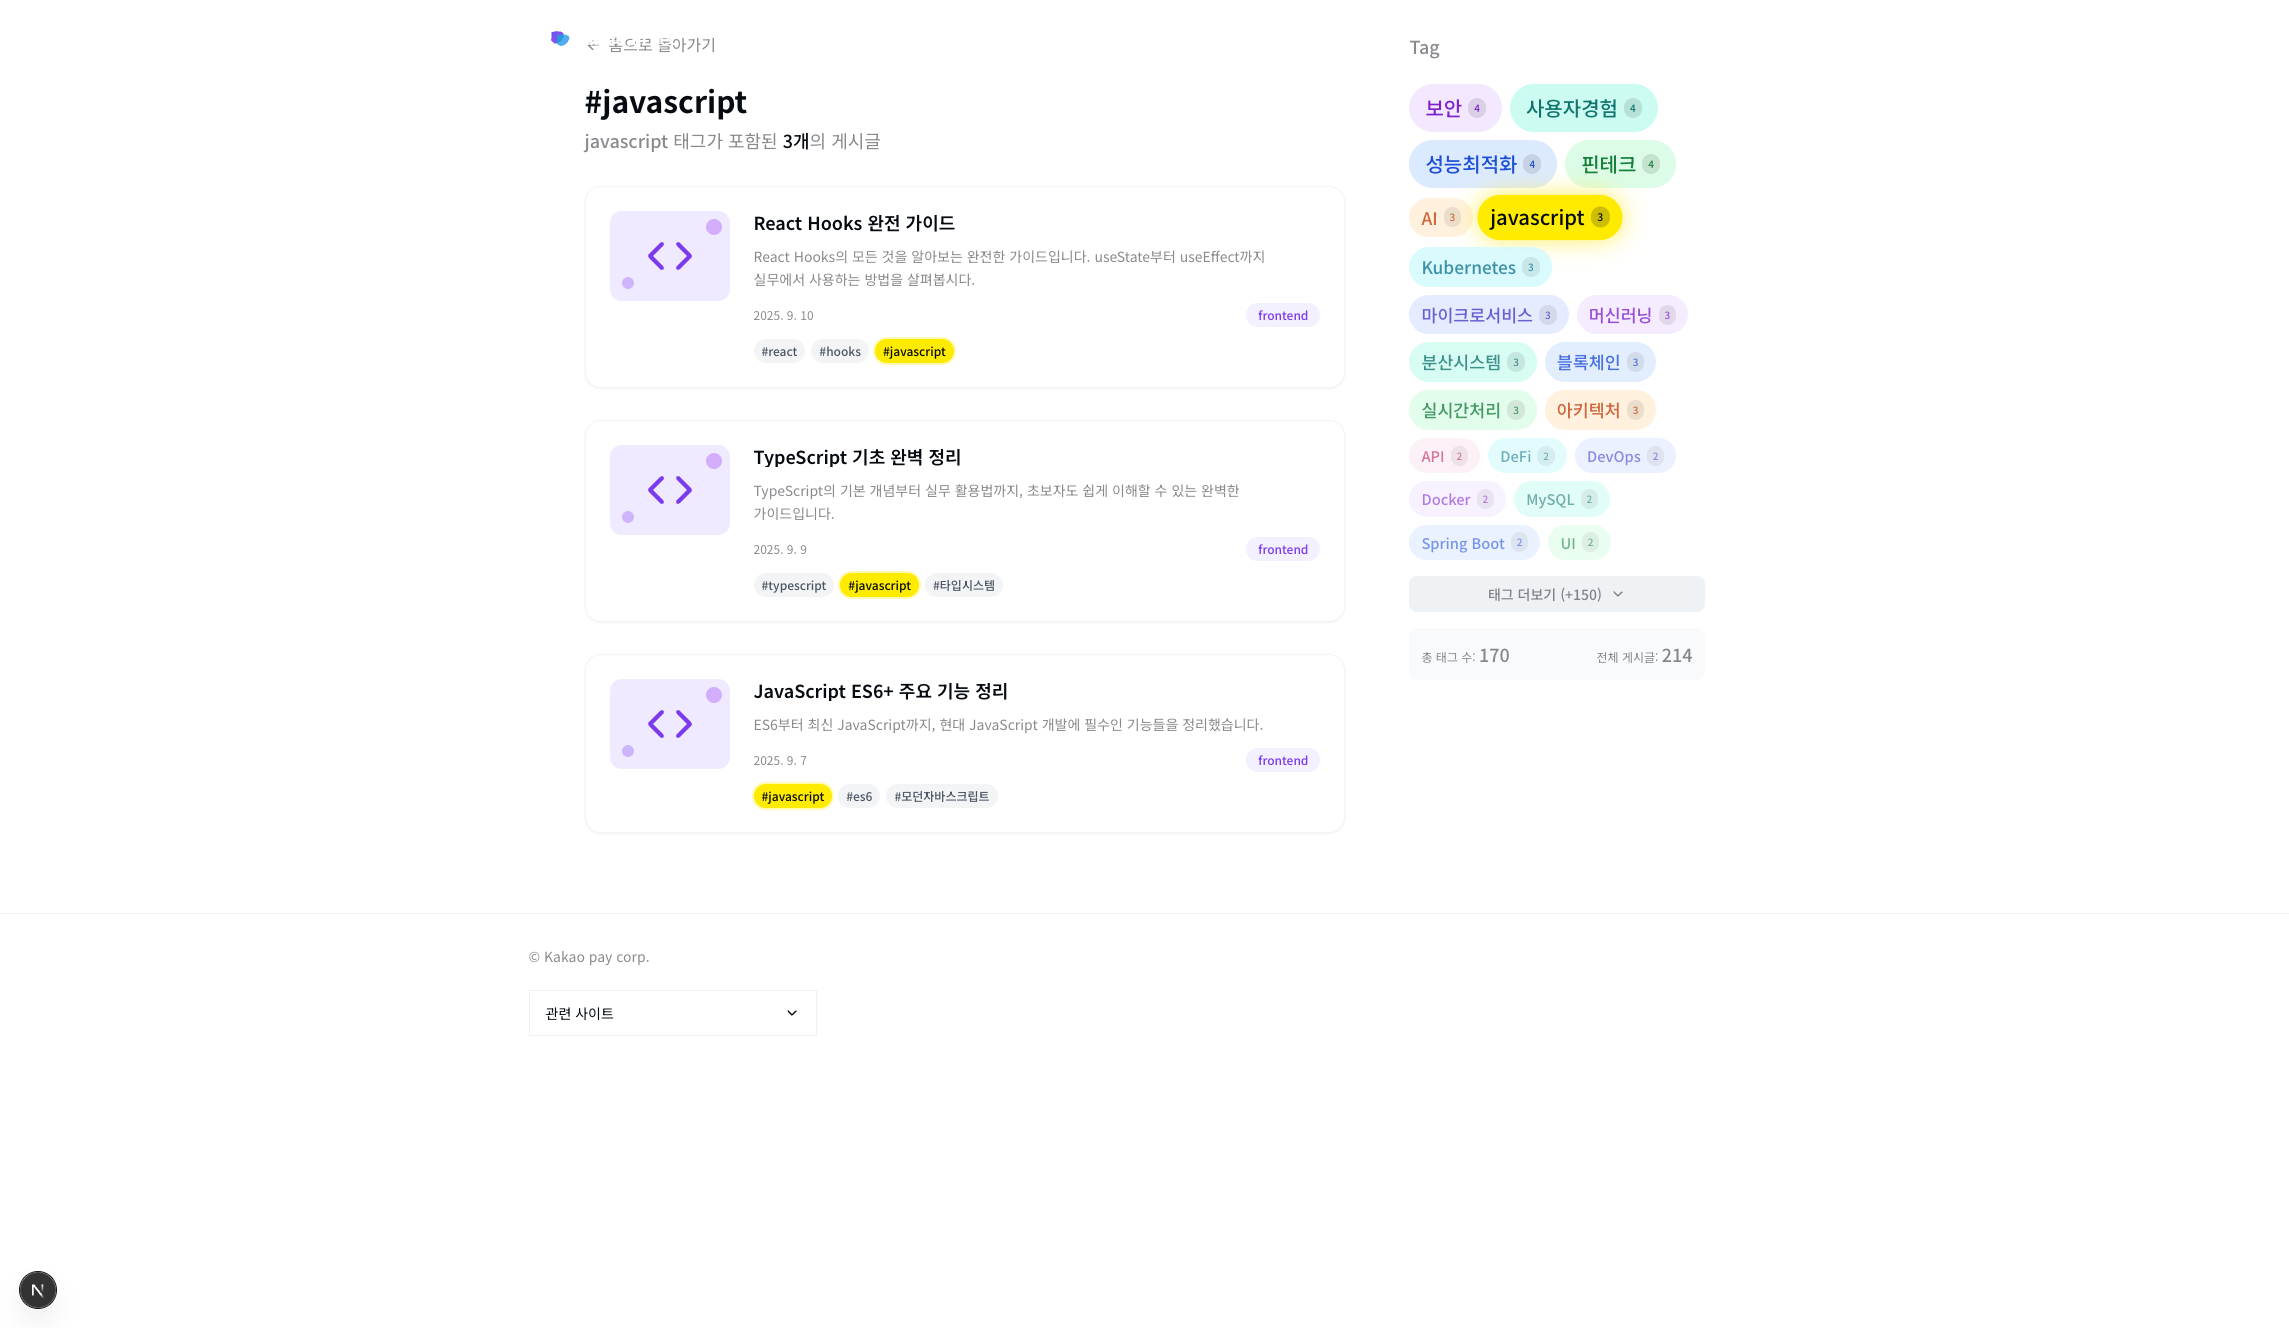 ← 홈으로 돌아가기
#javascript
javascript 태그가 포함된 3개의 게시글
React Hooks 완전 가이드
React Hooks의 모든 것을 알아보는 완전한 가이드입니다. useState부터 useEffect까지
실무에서 사용하는 방법을 살펴봅시다.
2025. 9. 10
frontend
#react #hooks #javascript
TypeScript 기초 완벽 정리
TypeScript의 기본 개념부터 실무 활용법까지, 초보자도 쉽게 이해할 수 있는 완벽한
가이드입니다.
2025. 9. 9
frontend
#typescript #javascript #타입시스템
JavaScript ES6+ 주요 기능 정리
ES6부터 최신 JavaScript까지, 현대 JavaScript 개발에 필수인 기능들을 정리했습니다.
2025. 9. 7
frontend
#javascript #es6 #모던자바스크립트
Tag
보안 4 사용자경험 4
성능최적화 4 핀테크 4
AI 3 javascript 3
Kubernetes 3
마이크로서비스 3 머신러닝 3
분산시스템 3 블록체인 3
실시간처리 3 아키텍처 3
API 2 DeFi 2 DevOps 2
Docker 2 MySQL 2
Spring Boot 2 UI 2
태그 더보기 (+150)
총 태그 수: 170 전체 게시글: 214
© Kakao pay corp.
관련 사이트
N